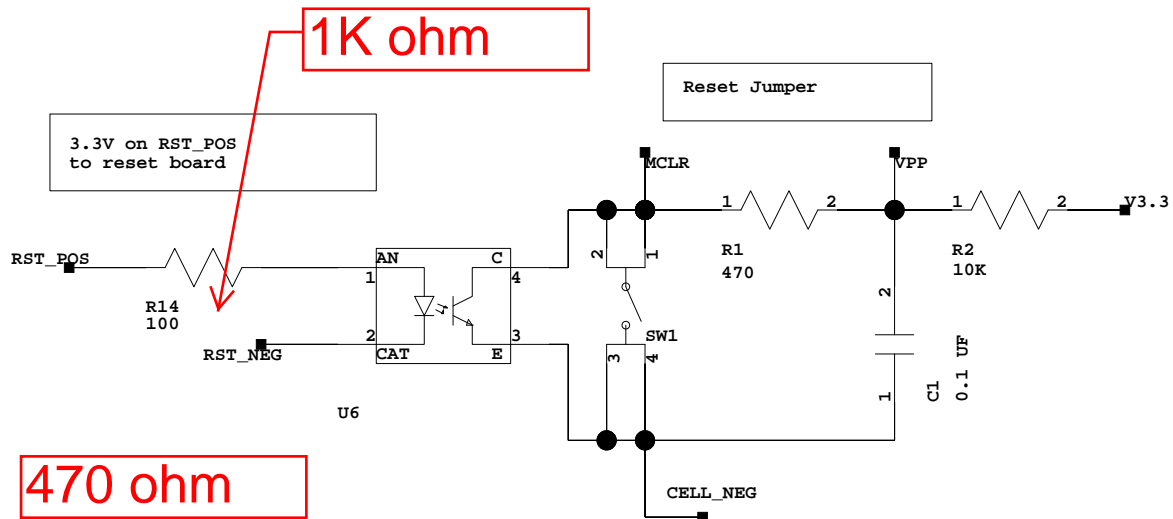 1K ohm
Reset Jumper
3.3V on RST_POS
to reset board
MCLR
VPP
1
2
1
2
V3.3
RST_POS
AN
C
2
1
R1
470
R2
10K
1
4
R14
100
2
2
3
RST_NEG
CAT
E
3
4
SW1
1
C1
0.1 UF
U6
470 ohm
CELL_NEG